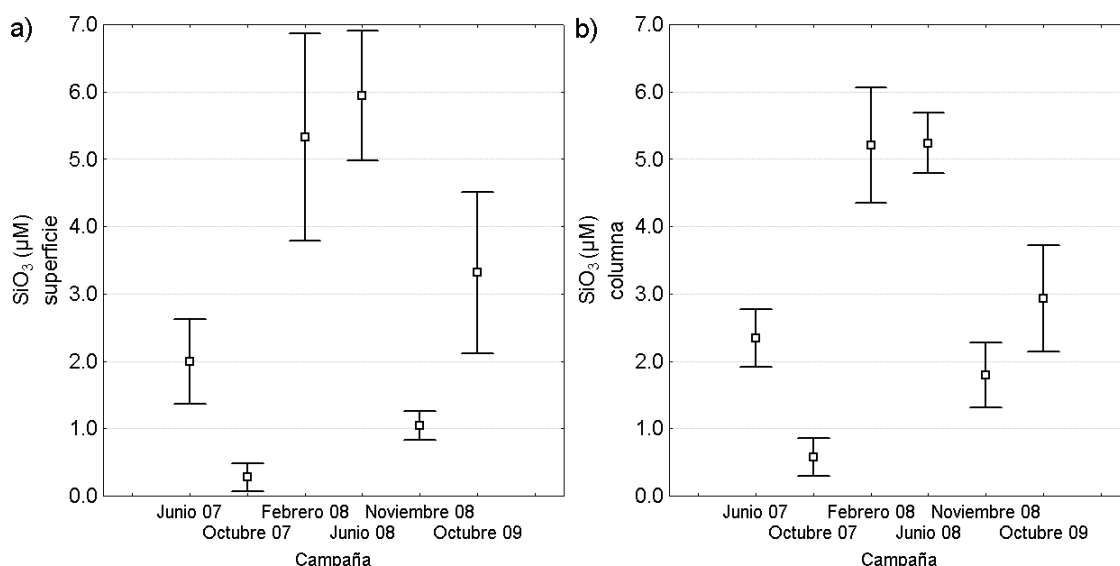 a)
SiO₃ (µM)
superficie
7.0
6.0
5.0
4.0
3.0
2.0
1.0
0.0
Junio 07 Febrero 08 Noviembre 08
Octubre 07 Junio 08 Octubre 09
Campaña
b)
SiO₃ (µM)
columna
7.0
6.0
5.0
4.0
3.0
2.0
1.0
0.0
Junio 07 Febrero 08 Noviembre 08
Octubre 07 Junio 08 Octubre 09
Campaña